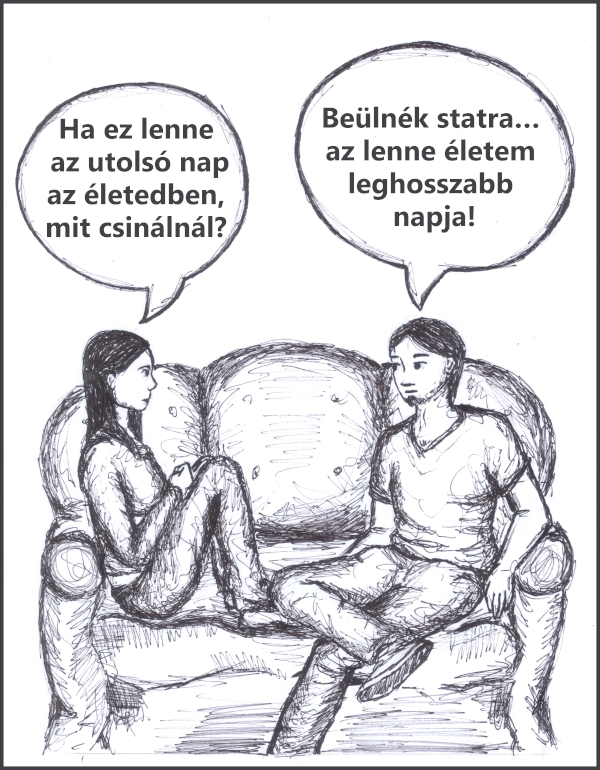 Ha ez lenne
az utolsó nap
az életedben,
mit csinálnál?
Beülnék statra...
az lenne életem
leghosszabb
napja!